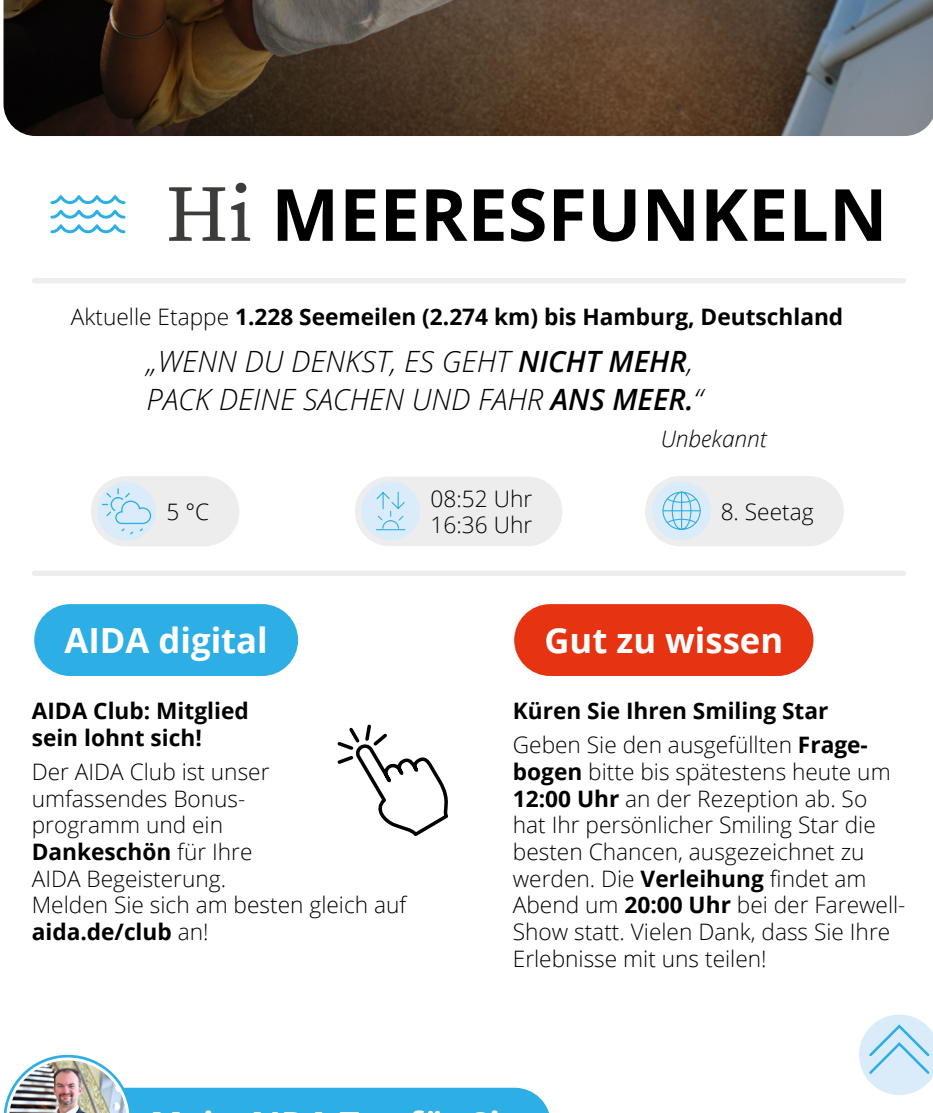 Hi MEERESFUNKELN
Aktuelle Etappe 1.228 Seemeilen (2.274 km) bis Hamburg, Deutschland
„WENN DU DENKST, ES GEHT NICHT MEHR,
PACK DEINE SACHEN UND FAHR ANS MEER.“
Unbekannt
5 °C
08:52 Uhr
16:36 Uhr
8. Seetag
AIDA digital
AIDA Club: Mitglied
sein lohnt sich!
Der AIDA Club ist unser
umfassendes Bonus-
programm und ein
Dankeschön für Ihre
AIDA Begeisterung.
Melden Sie sich am besten gleich auf
aida.de/club an!
Gut zu wissen
Küren Sie Ihren Smiling Star
Geben Sie den ausgefüllten Frage-
bogen bitte bis spätestens heute um
12:00 Uhr an der Rezeption ab. So
hat Ihr persönlicher Smiling Star die
besten Chancen, ausgezeichnet zu
werden. Die Verleihung findet am
Abend um 20:00 Uhr bei der Farewell-
Show statt. Vielen Dank, dass Sie Ihre
Erlebnisse mit uns teilen!